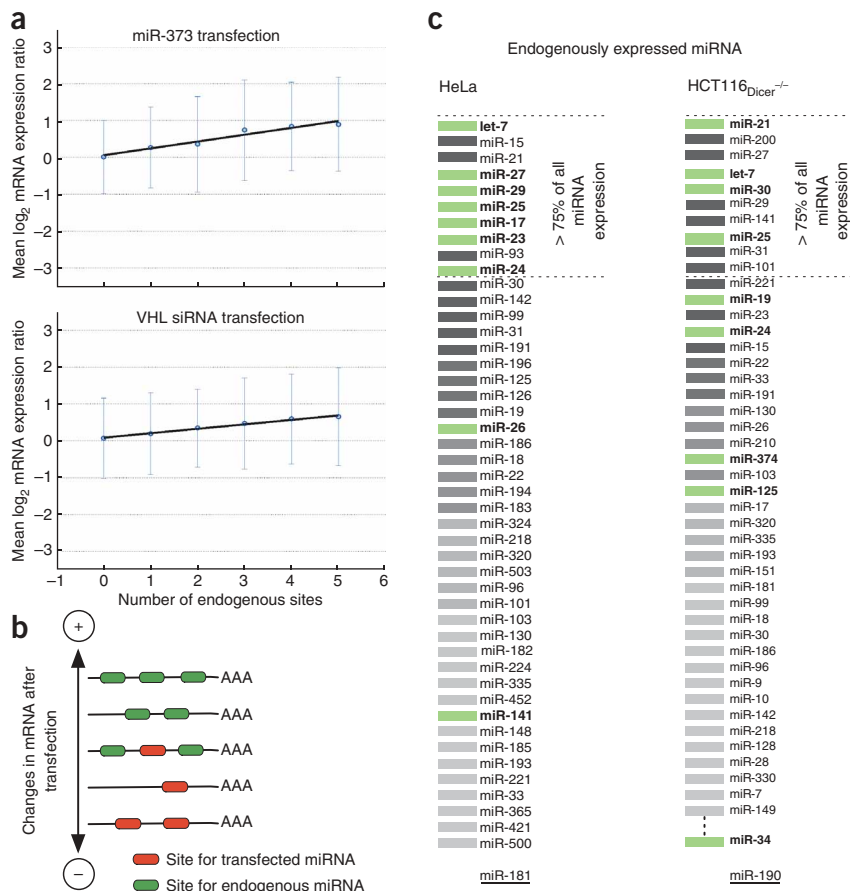 a
miR-373 transfection
3
2
1
0
−1
−2
−3
Mean log2 mRNA expression ratio
VHL siRNA transfection
3
2
1
0
−1
−2
−3
Mean log2 mRNA expression ratio
−1 0 1 2 3 4 5 6
Number of endogenous sites
b
+
−
Changes in mRNA after
transfection
AAA
AAA
AAA
AAA
AAA
Site for transfected miRNA
Site for endogenous miRNA
c
Endogenously expressed miRNA
HeLa
let-7
miR-15
miR-21
miR-27
miR-29
miR-25
miR-17
miR-23
miR-93
miR-24
miR-30
miR-142
miR-99
miR-31
miR-191
miR-196
miR-125
miR-126
miR-19
miR-26
miR-186
miR-18
miR-22
miR-194
miR-183
miR-324
miR-218
miR-320
miR-503
miR-96
miR-101
miR-103
miR-130
miR-182
miR-224
miR-335
miR-452
miR-141
miR-148
miR-185
miR-193
miR-221
miR-33
miR-365
miR-421
miR-500
miR-181
> 75% of all
miRNA
expression
HCT116Dicer−/−
miR-21
miR-200
miR-27
let-7
miR-30
miR-29
miR-141
miR-25
miR-31
miR-101
miR-221
miR-19
miR-23
miR-24
miR-15
miR-22
miR-33
miR-191
miR-130
miR-26
miR-210
miR-374
miR-103
miR-125
miR-17
miR-320
miR-335
miR-193
miR-151
miR-181
miR-99
miR-18
miR-30
miR-186
miR-96
miR-9
miR-10
miR-142
miR-218
miR-128
miR-28
miR-330
miR-7
miR-149
miR-34
miR-190
> 75% of all
miRNA
expression